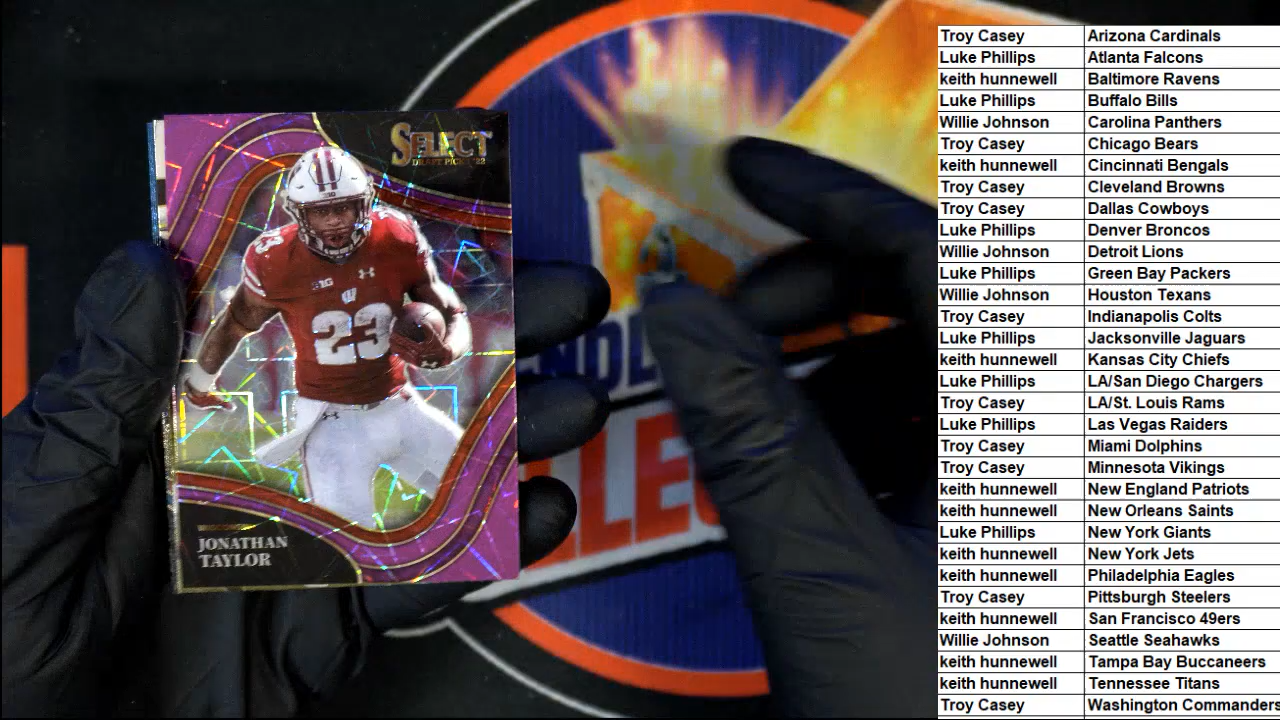 SELECT
DRAFT PICKS '22
23
B1G
W
23
JONATHAN
TAYLOR
Troy Casey Arizona Cardinals
Luke Phillips Atlanta Falcons
keith hunnewell Baltimore Ravens
Luke Phillips Buffalo Bills
Willie Johnson Carolina Panthers
Troy Casey Chicago Bears
keith hunnewell Cincinnati Bengals
Troy Casey Cleveland Browns
Troy Casey Dallas Cowboys
Luke Phillips Denver Broncos
Willie Johnson Detroit Lions
Luke Phillips Green Bay Packers
Willie Johnson Houston Texans
Troy Casey Indianapolis Colts
Luke Phillips Jacksonville Jaguars
keith hunnewell Kansas City Chiefs
Luke Phillips LA/San Diego Chargers
Troy Casey LA/St. Louis Rams
Luke Phillips Las Vegas Raiders
Troy Casey Miami Dolphins
Troy Casey Minnesota Vikings
keith hunnewell New England Patriots
keith hunnewell New Orleans Saints
Luke Phillips New York Giants
keith hunnewell New York Jets
keith hunnewell Philadelphia Eagles
Troy Casey Pittsburgh Steelers
keith hunnewell San Francisco 49ers
Willie Johnson Seattle Seahawks
keith hunnewell Tampa Bay Buccaneers
keith hunnewell Tennessee Titans
Troy Casey Washington Commanders